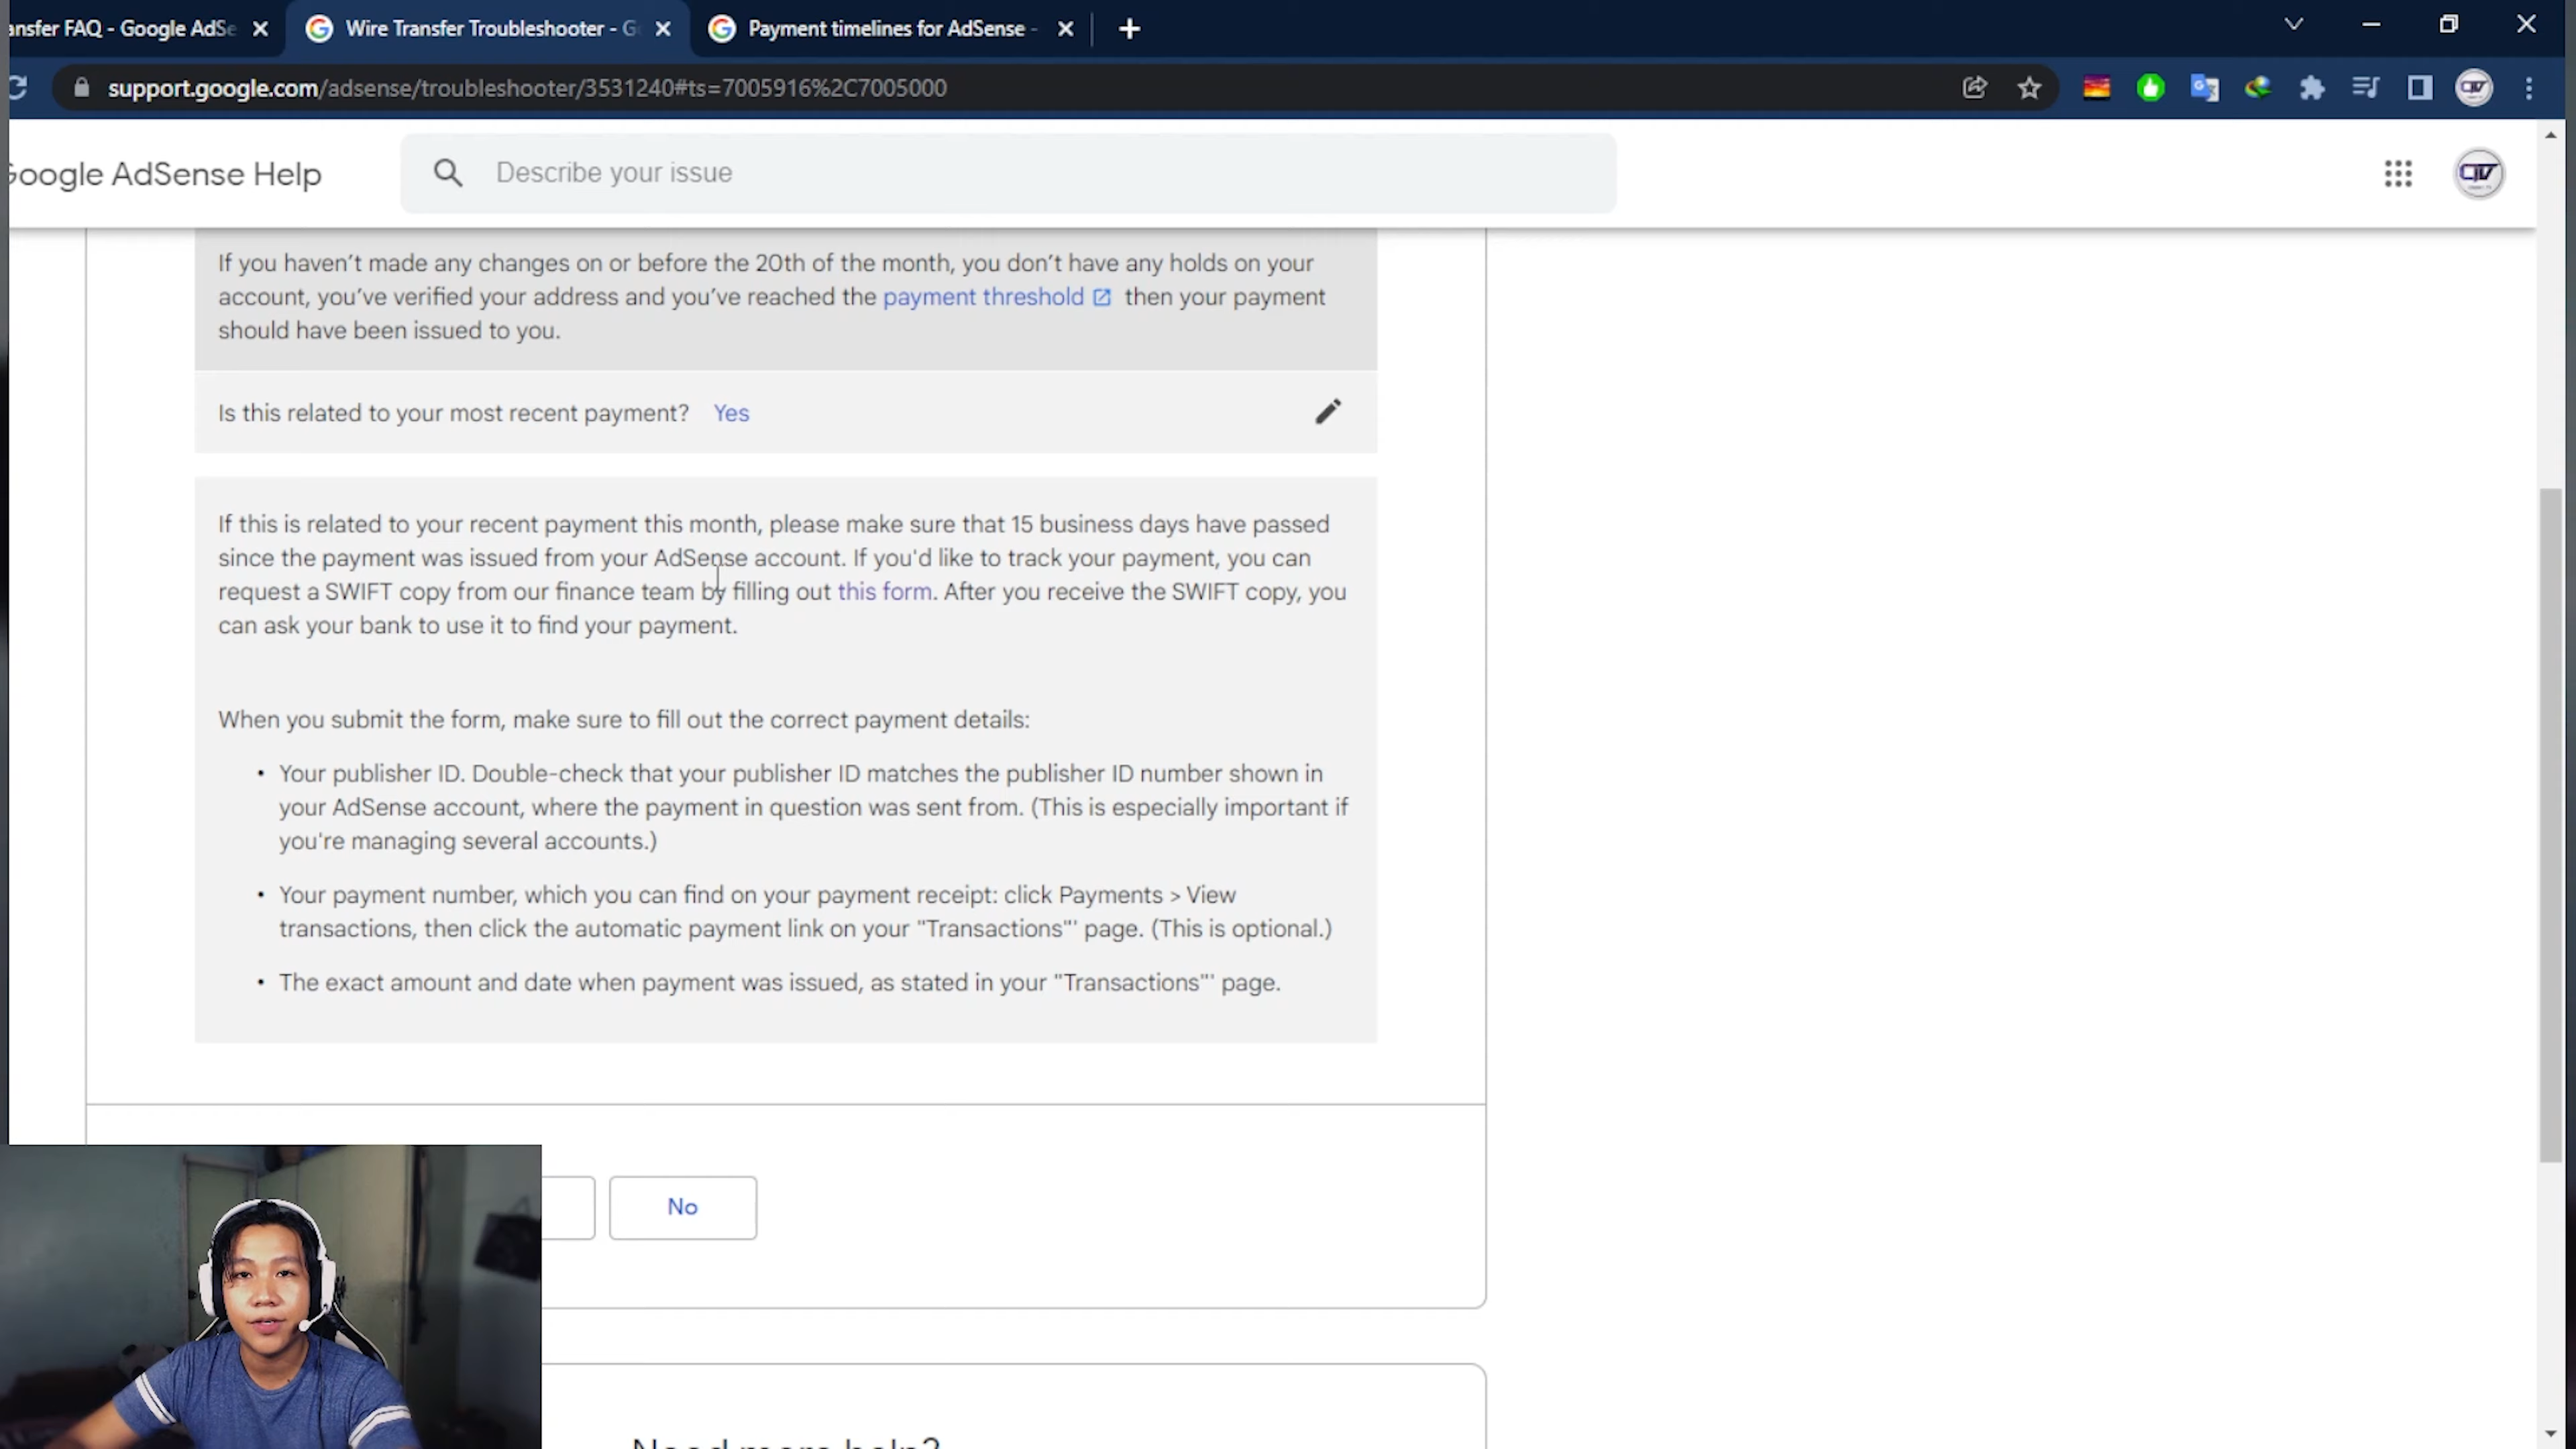 ansfer FAQ - Google AdSe
Wire Transfer Troubleshooter - G
Payment timelines for AdSense -
support.google.com/adsense/troubleshooter/3531240#ts=7005916%2C7005000
Google AdSense Help
Describe your issue
If you haven't made any changes on or before the 20th of the month, you don't have any holds on your
account, you've verified your address and you've reached the payment threshold then your payment
should have been issued to you.
Is this related to your most recent payment? Yes
If this is related to your recent payment this month, please make sure that 15 business days have passed
since the payment was issued from your AdSense account. If you'd like to track your payment, you can
request a SWIFT copy from our finance team by filling out this form. After you receive the SWIFT copy, you
can ask your bank to use it to find your payment.
When you submit the form, make sure to fill out the correct payment details:
• Your publisher ID. Double-check that your publisher ID matches the publisher ID number shown in
your AdSense account, where the payment in question was sent from. (This is especially important if
you're managing several accounts.)
• Your payment number, which you can find on your payment receipt: click Payments > View
transactions, then click the automatic payment link on your "Transactions"' page. (This is optional.)
• The exact amount and date when payment was issued, as stated in your "Transactions"' page.
No
Need more help?